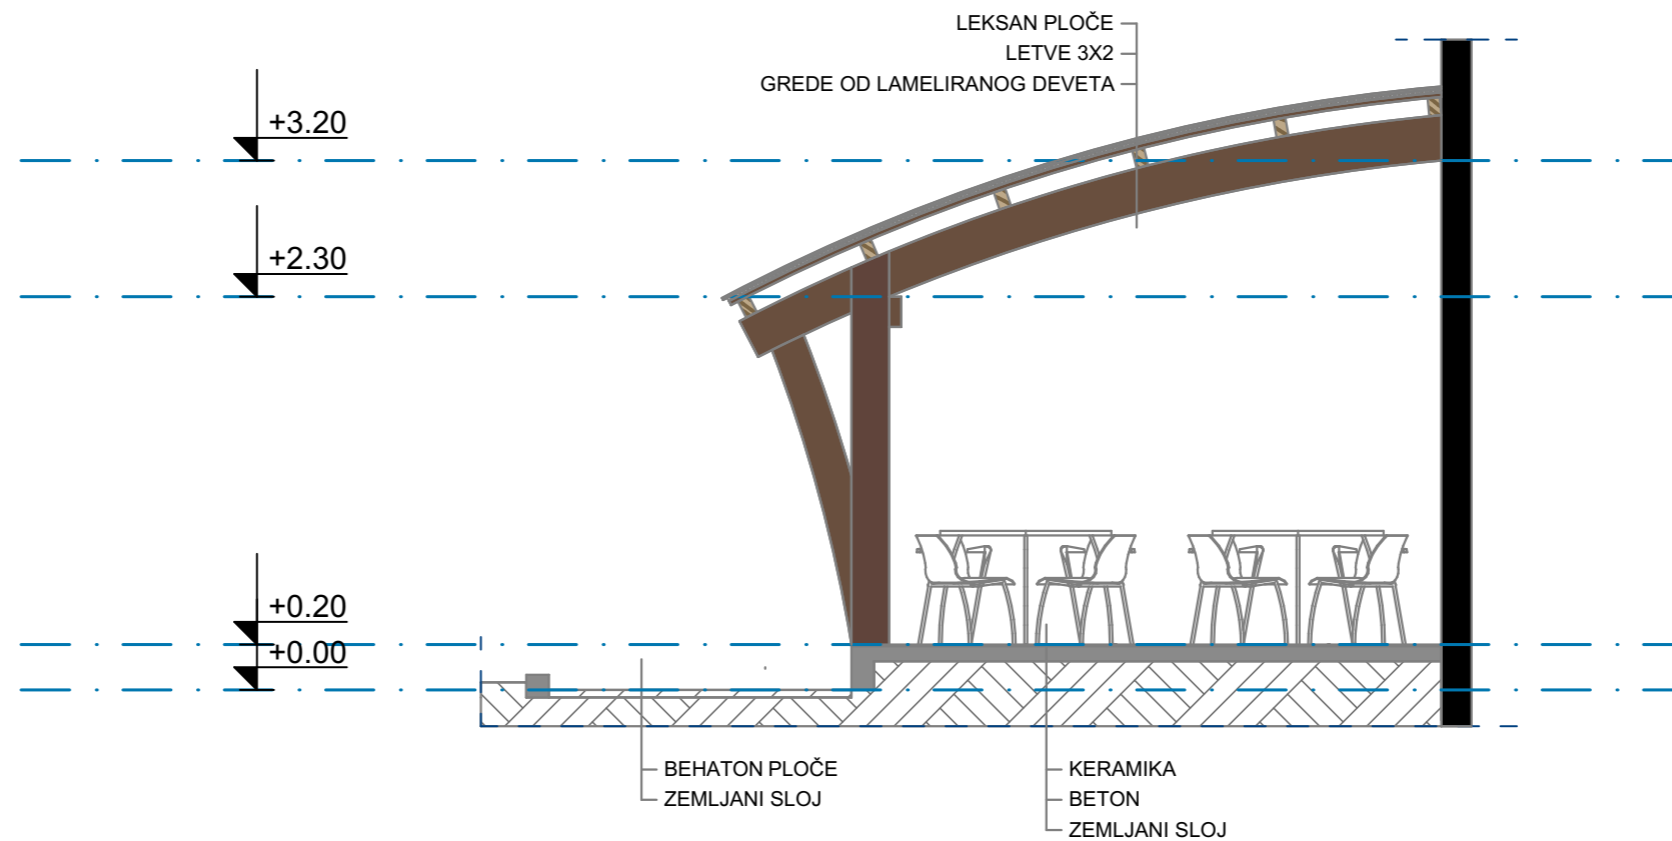 LEKSAN PLOČE
LETVE 3X2
GREDE OD LAMELIRANOG DEVETA
+3.20
+2.30
+0.20
+0.00
BEHATON PLOČE
ZEMLJANI SLOJ
KERAMIKA
BETON
ZEMLJANI SLOJ